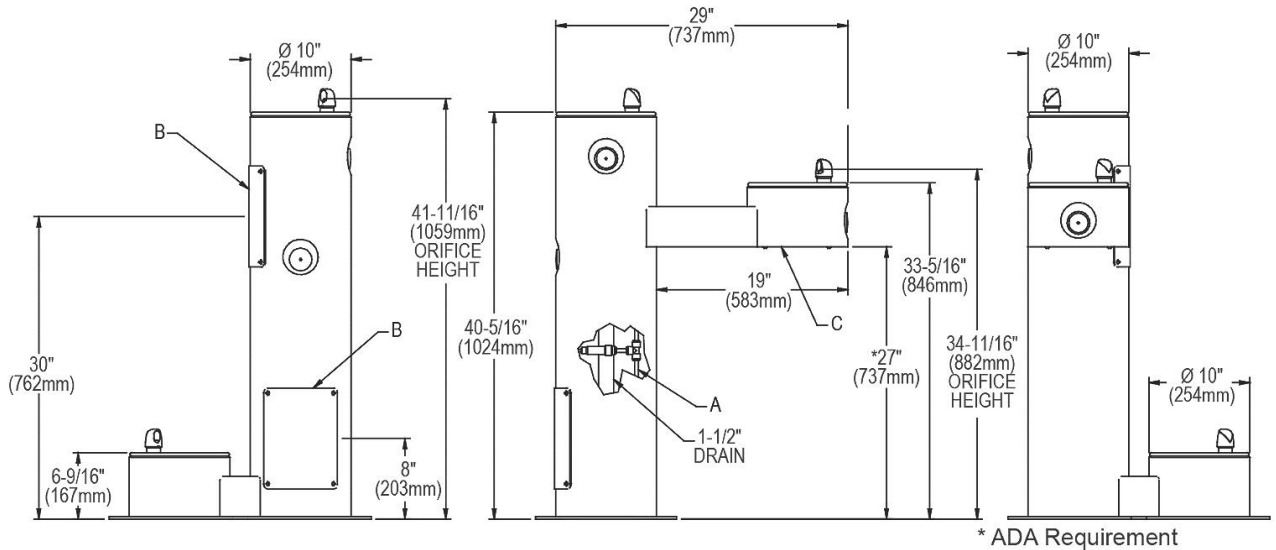 Ø 10"
(254mm)
B
30"
(762mm)
6-9/16"
(167mm)
B
8"
(203mm)
41-11/16"
(1059mm)
ORIFICE
HEIGHT
29"
(737mm)
40-5/16"
(1024mm)
19"
(583mm)
C
A
1-1/2"
DRAIN
*27"
(737mm)
33-5/16"
(846mm)
34-11/16"
(882mm)
ORIFICE
HEIGHT
Ø 10"
(254mm)
Ø 10"
(254mm)
* ADA Requirement